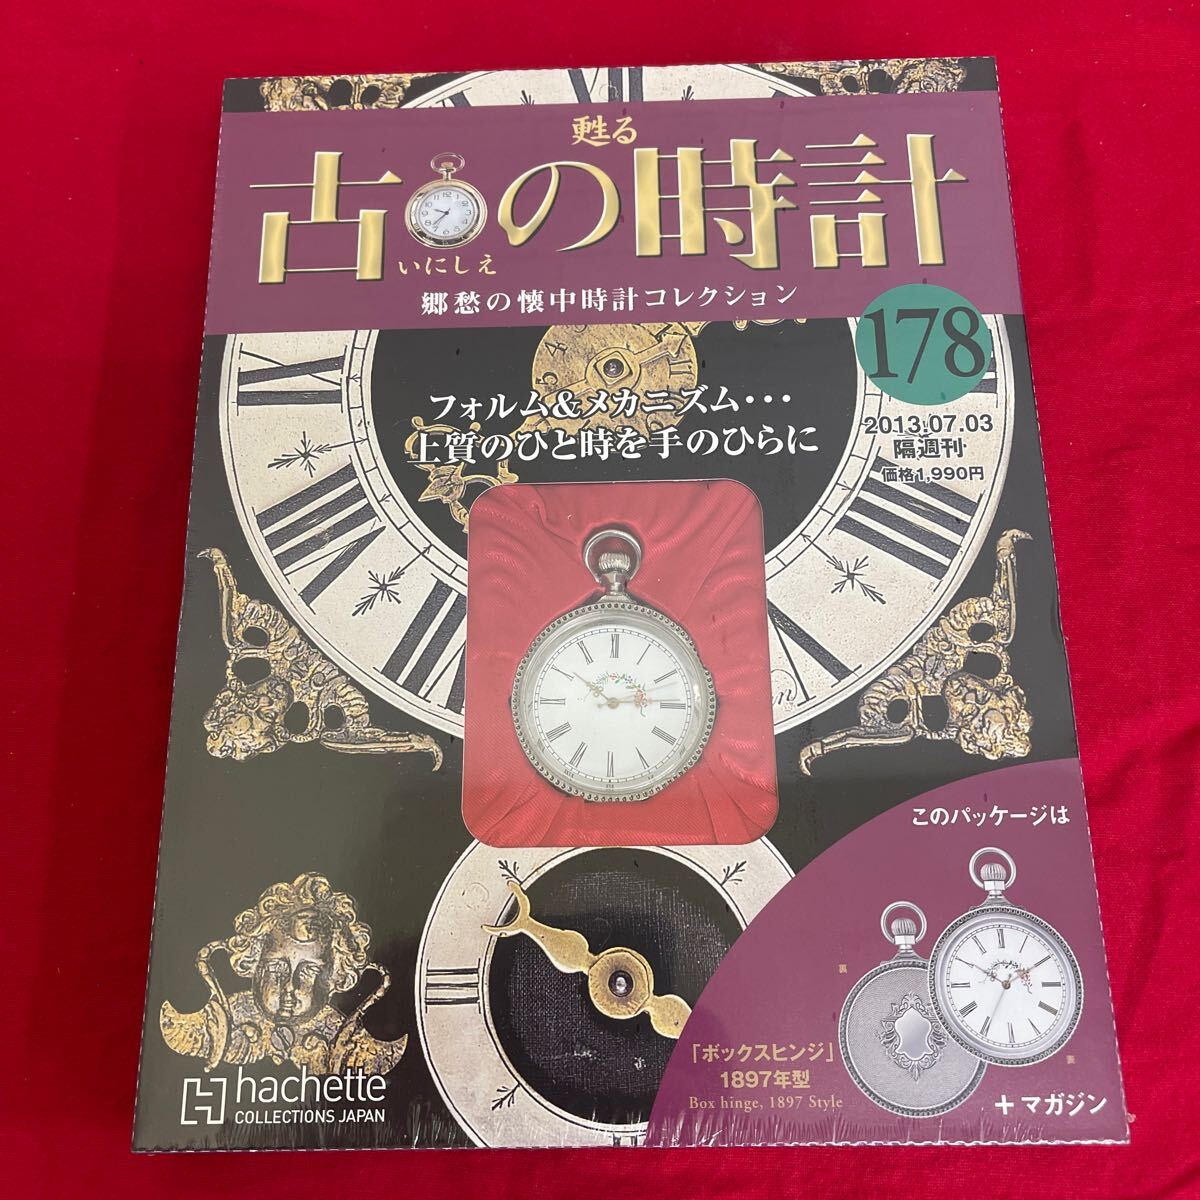 甦る
古の時計
いにしえ
郷愁の懐中時計コレクション
178
2013.07.03
隔週刊
価格1,990円
フォルム&メカニズム・・・
上質のひと時を手のひらに
このパッケージは
裏
表
「ボックスヒンジ」
1897年型
Box hinge, 1897 Style
+マガジン
hachette
COLLECTIONS JAPAN